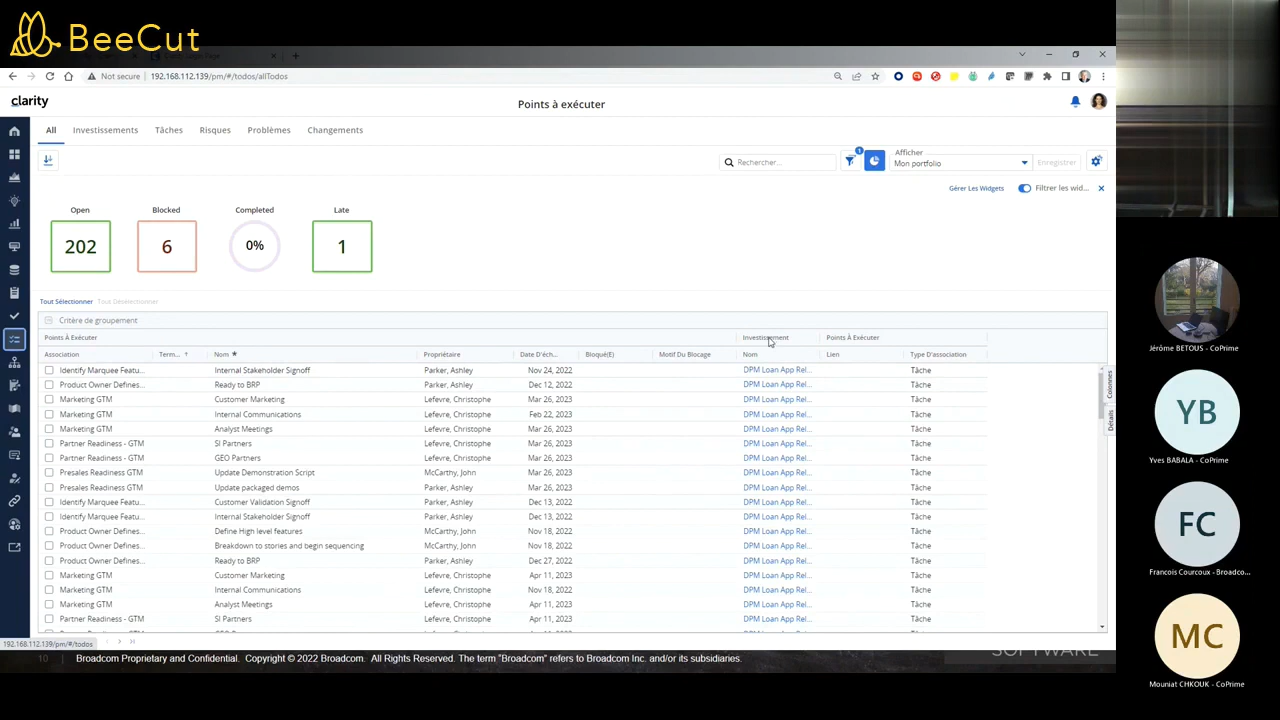 BeeCut
Not secure 192.168.112.139/pm/#/todos/allTodos
clarity
Points à exécuter
All Investissements Tâches Risques Problèmes Changements
Rechercher... 1 Afficher Mon portfolio Enregistrer
Gérer Les Widgets Filtrer les wid...
Open Blocked Completed Late
202 6 0% 1
Tout Sélectionner Tout Désélectionner
Critère de groupement
Points À Exécuter Investissement Points À Exécuter
Association Term... Nom Propriétaire Date D'éch... Bloqué(E) Motif Du Blocage Nom Lien Type D'association
Identify Marquee Featu... Internal Stakeholder Signoff Parker, Ashley Nov 24, 2022 DPM Loan App Rel... Tâche
Product Owner Defines... Ready to BRP Parker, Ashley Dec 12, 2022 DPM Loan App Rel... Tâche
Marketing GTM Customer Marketing Lefevre, Christophe Mar 26, 2023 DPM Loan App Rel... Tâche
Marketing GTM Internal Communications Lefevre, Christophe Feb 22, 2023 DPM Loan App Rel... Tâche
Marketing GTM Analyst Meetings Lefevre, Christophe Mar 26, 2023 DPM Loan App Rel... Tâche
Partner Readiness - GTM SI Partners Lefevre, Christophe Mar 26, 2023 DPM Loan App Rel... Tâche
Partner Readiness - GTM GEO Partners Lefevre, Christophe Mar 26, 2023 DPM Loan App Rel... Tâche
Presales Readiness GTM Update Demonstration Script McCarthy, John Mar 26, 2023 DPM Loan App Rel... Tâche
Presales Readiness GTM Update packaged demos Parker, Ashley Mar 26, 2023 DPM Loan App Rel... Tâche
Identify Marquee Featu... Customer Validation Signoff Parker, Ashley Dec 13, 2022 DPM Loan App Rel... Tâche
Identify Marquee Featu... Internal Stakeholder Signoff Parker, Ashley Dec 13, 2022 DPM Loan App Rel... Tâche
Product Owner Defines... Define High level features McCarthy, John Nov 18, 2022 DPM Loan App Rel... Tâche
Product Owner Defines... Breakdown to stories and begin sequencing McCarthy, John Nov 18, 2022 DPM Loan App Rel... Tâche
Product Owner Defines... Ready to BRP Parker, Ashley Dec 27, 2022 DPM Loan App Rel... Tâche
Marketing GTM Customer Marketing Lefevre, Christophe Apr 11, 2023 DPM Loan App Rel... Tâche
Marketing GTM Internal Communications Lefevre, Christophe Nov 18, 2022 DPM Loan App Rel... Tâche
Marketing GTM Analyst Meetings Lefevre, Christophe Apr 11, 2023 DPM Loan App Rel... Tâche
Partner Readiness - GTM SI Partners Lefevre, Christophe Apr 11, 2023 DPM Loan App Rel... Tâche
Colonnes
Détails
192.168.112.139/pm/#/todos
10 | Broadcom Proprietary and Confidential. Copyright © 2022 Broadcom. All Rights Reserved. The term "Broadcom" refers to Broadcom Inc. and/or its subsidiaries.
SOFTWARE
Jérôme BETOUS - CoPrime
YB
Yves BABALA - CoPrime
FC
Francois Courcoux - Broadco...
MC
Mouniat CHKOUK - CoPrime